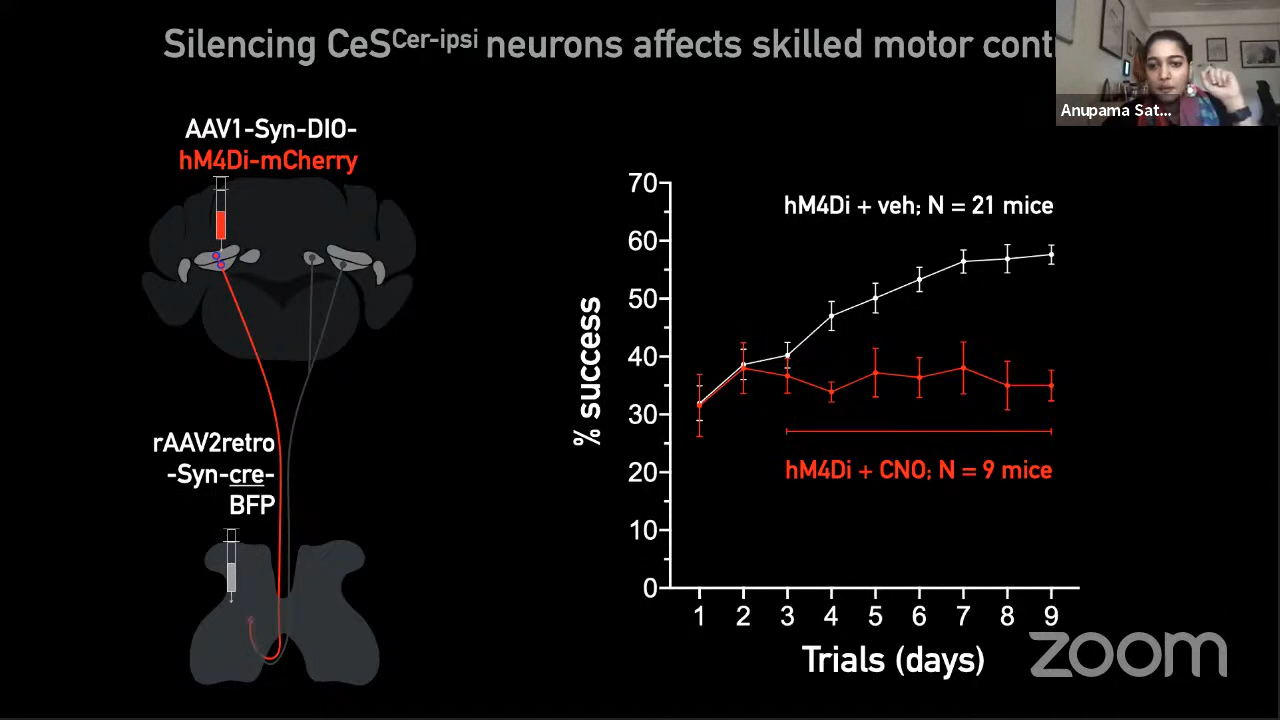 Silencing CeSCer-ipsi neurons affects skilled motor cont
Anupama Sat...
AAV1-Syn-DIO-
hM4Di-mCherry
rAAV2retro
-Syn-cre-
BFP
70
60
50
40
30
20
10
0
% success
hM4Di + veh; N = 21 mice
hM4Di + CNO; N = 9 mice
1 2 3 4 5 6 7 8 9
Trials (days)
zoom